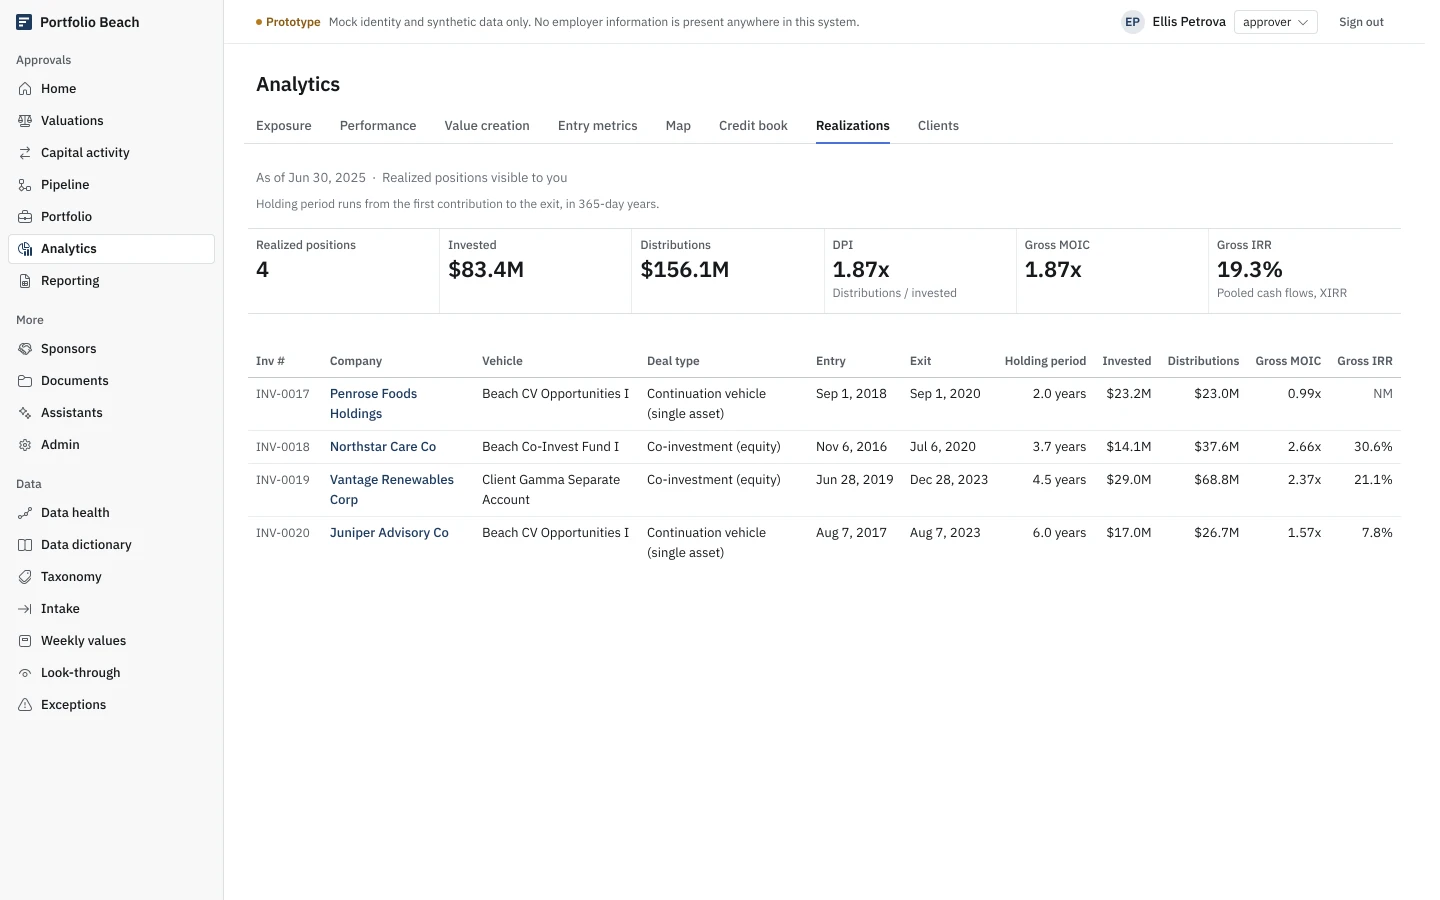 Portfolio Beach
Prototype Mock identity and synthetic data only. No employer information is present anywhere in this system.
EP Ellis Petrova approver Sign out
Approvals
Home
Valuations
Capital activity
Pipeline
Portfolio
Analytics
Reporting
More
Sponsors
Documents
Assistants
Admin
Data
Data health
Data dictionary
Taxonomy
Intake
Weekly values
Look-through
Exceptions
Analytics
Exposure Performance Value creation Entry metrics Map Credit book Realizations Clients
As of Jun 30, 2025 · Realized positions visible to you
Holding period runs from the first contribution to the exit, in 365-day years.
Realized positions Invested Distributions DPI Gross MOIC Gross IRR
4 $83.4M $156.1M 1.87x 1.87x 19.3%
Distributions / invested Pooled cash flows, XIRR
Inv # Company Vehicle Deal type Entry Exit Holding period Invested Distributions Gross MOIC Gross IRR
INV-0017 Penrose Foods Beach CV Opportunities I Continuation vehicle Sep 1, 2018 Sep 1, 2020 2.0 years $23.2M $23.0M 0.99x NM
Holdings (single asset)
INV-0018 Northstar Care Co Beach Co-Invest Fund I Co-investment (equity) Nov 6, 2016 Jul 6, 2020 3.7 years $14.1M $37.6M 2.66x 30.6%
INV-0019 Vantage Renewables Client Gamma Separate Co-investment (equity) Jun 28, 2019 Dec 28, 2023 4.5 years $29.0M $68.8M 2.37x 21.1%
Corp Account
INV-0020 Juniper Advisory Co Beach CV Opportunities I Continuation vehicle Aug 7, 2017 Aug 7, 2023 6.0 years $17.0M $26.7M 1.57x 7.8%
(single asset)